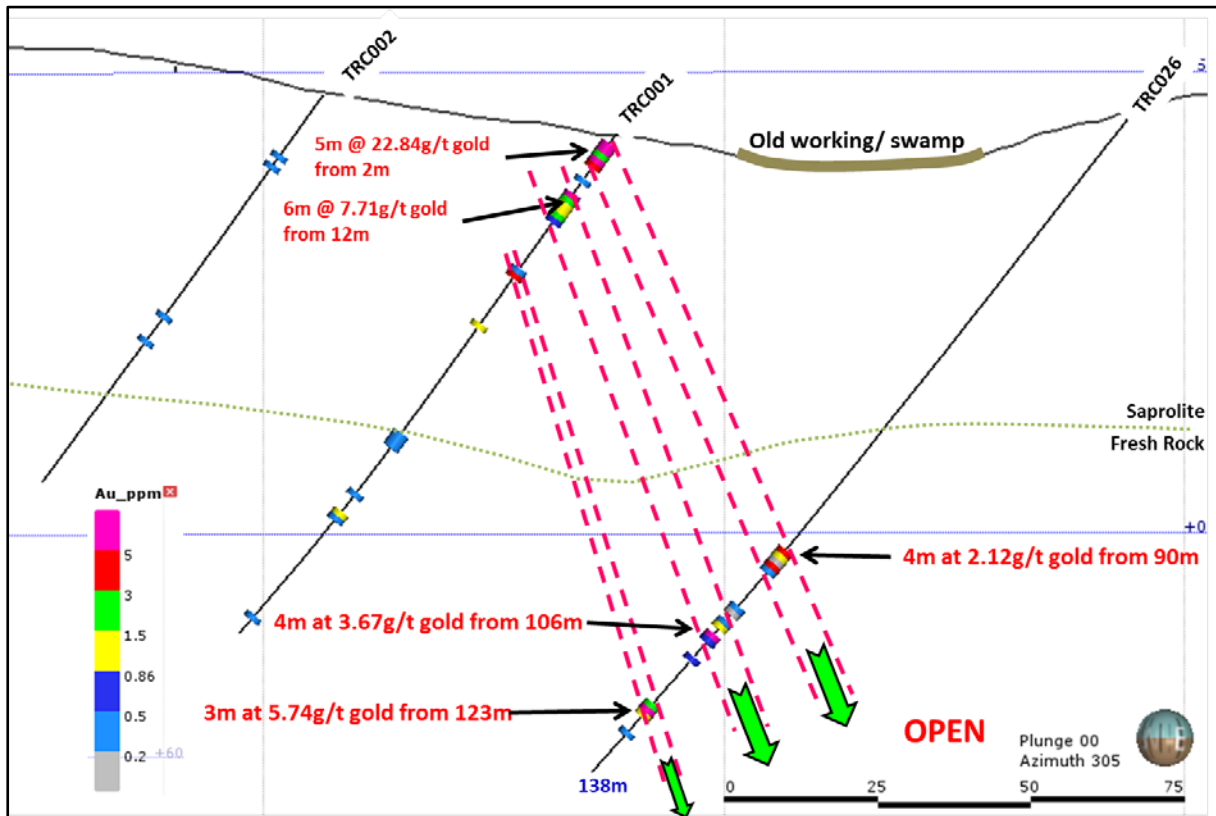 TRC002
TRC001
TRC026
5
5m @ 22.84g/t gold
from 2m
Old working/ swamp
6m @ 7.71g/t gold
from 12m
Saprolite
Fresh Rock
Au_ppm
5
3
1.5
0.86
0.5
0.2
+60
+0
4m at 2.12g/t gold from 90m
4m at 3.67g/t gold from 106m
3m at 5.74g/t gold from 123m
OPEN
Plunge 00
Azimuth 305
E
138m
0
25
50
75